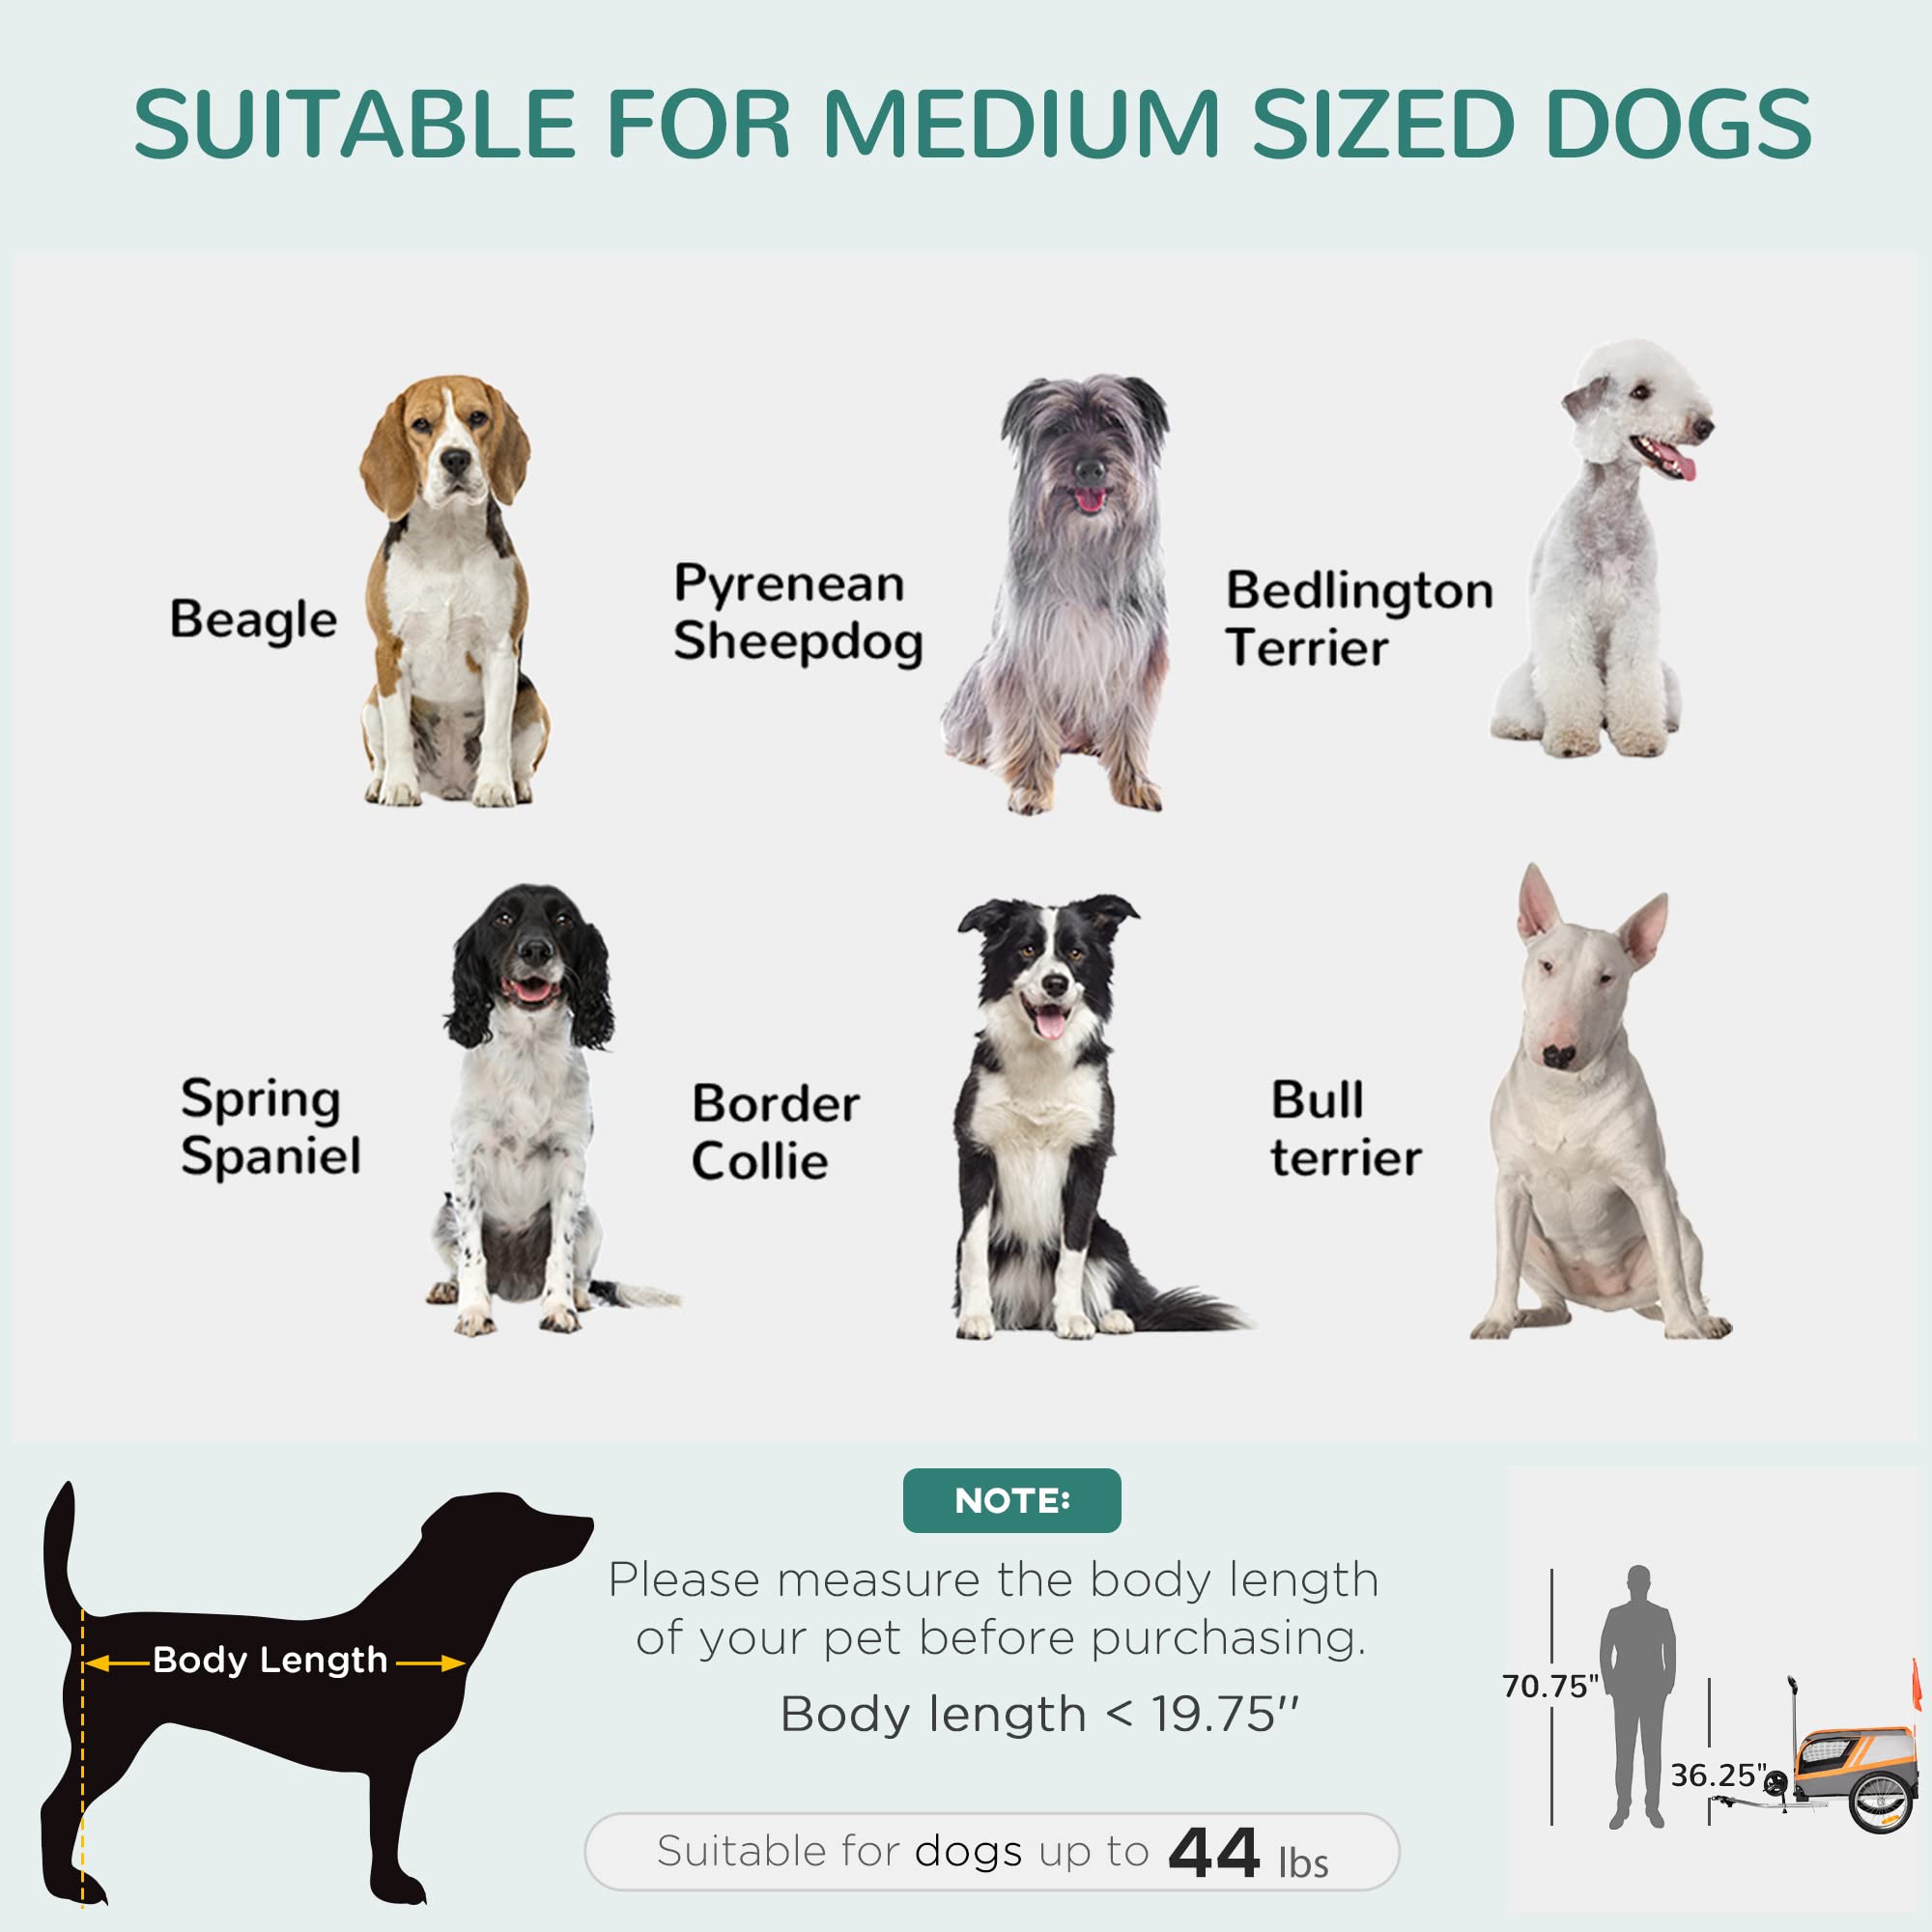 SUITABLE FOR MEDIUM SIZED DOGS
Beagle
Pyrenean
Sheepdog
Bedlington
Terrier
Spring
Spaniel
Border
Collie
Bull
terrier
Body Length
NOTE:
Please measure the body length
of your pet before purchasing.
Body length < 19.75"
Suitable for dogs up to 44 lbs
70.75"
36.25"